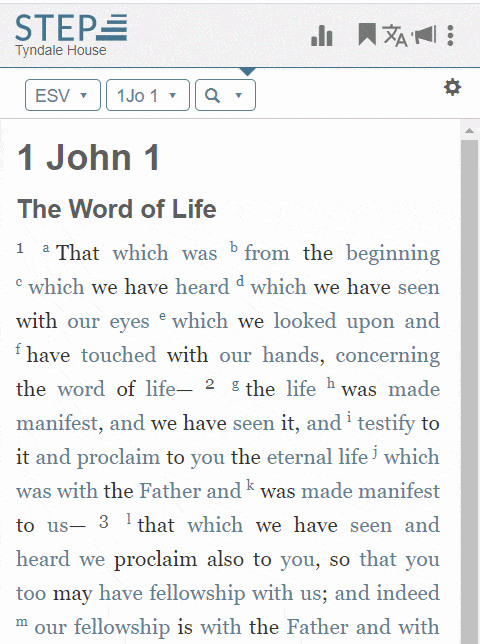 STEP
Tyndale House
ESV 1Jo 1
1 John 1
The Word of Life
1 a That which was b from the beginning
c which we have heard d which we have seen
with our eyes e which we looked upon and
f have touched with our hands, concerning
the word of life— 2 g the life h was made
manifest, and we have seen it, and i testify to
it and proclaim to you the eternal life j which
was with the Father and k was made manifest
to us— 3 l that which we have seen and
heard we proclaim also to you, so that you
too may have fellowship with us; and indeed
m our fellowship is with the Father and with